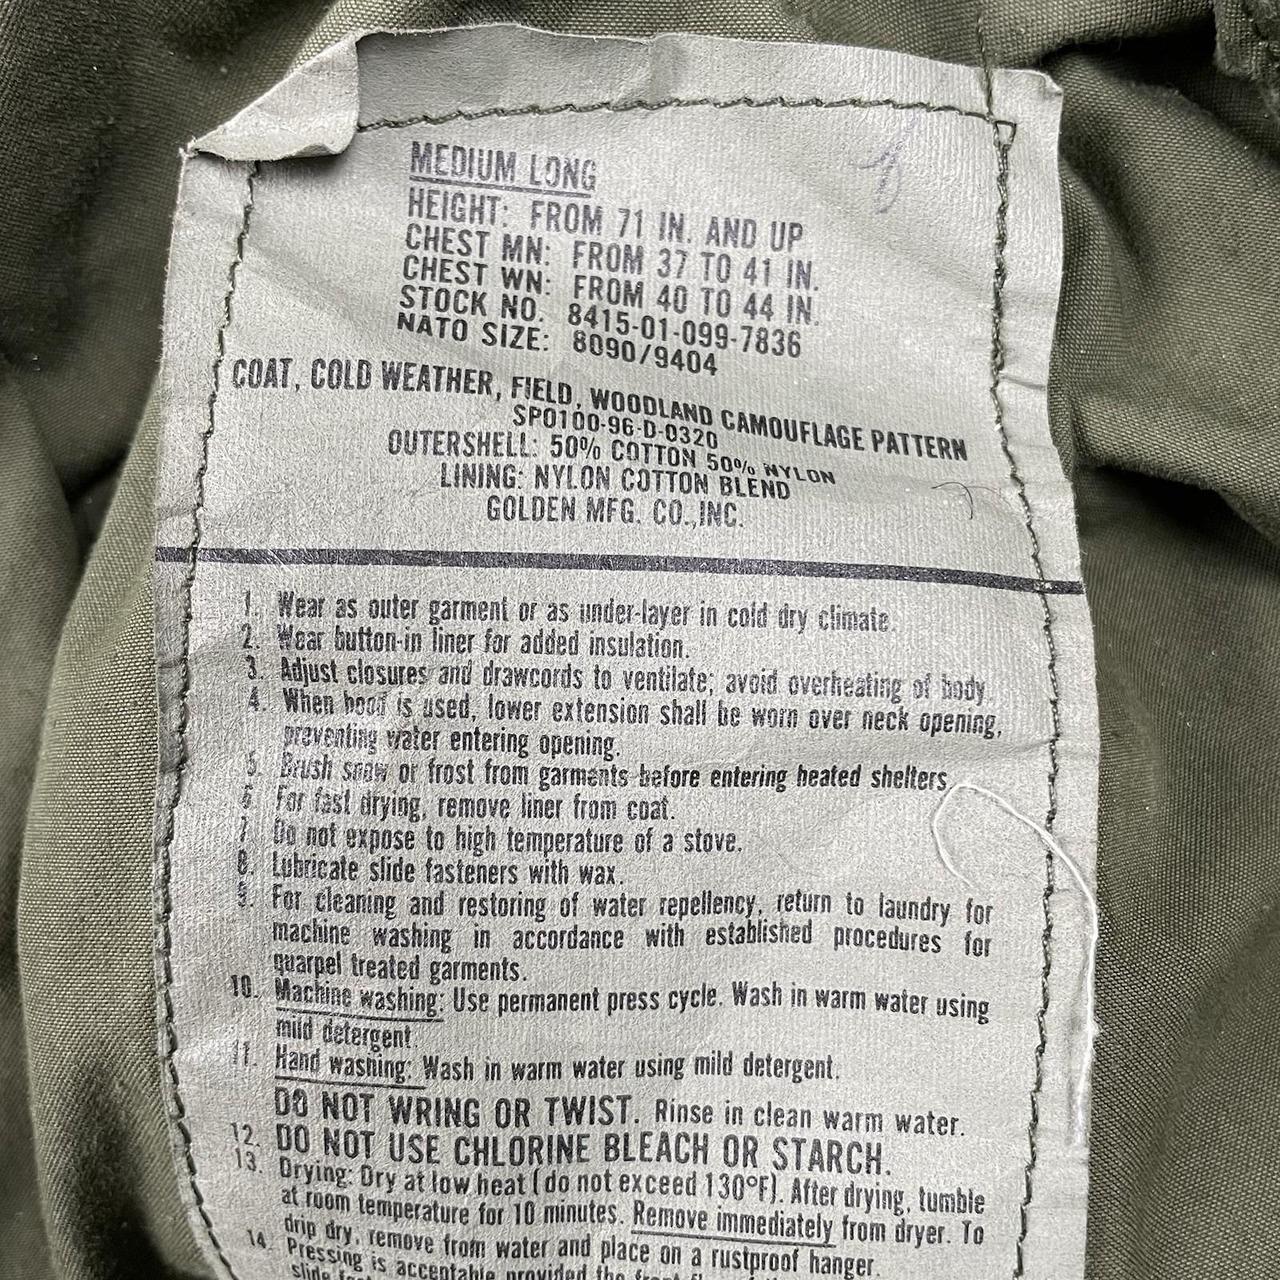 MEDIUM LONG
HEIGHT: FROM 71 IN. AND UP
CHEST MN: FROM 37 TO 41 IN.
CHEST WN: FROM 40 TO 44 IN.
STOCK NO. 8415-01-099-7836
NATO SIZE: 8090/9404
COAT, COLD WEATHER, FIELD, WOODLAND CAMOUFLAGE PATTERN
SPO100-96-D-0320
OUTERSHELL: 50% COTTON 50% NYLON
LINING: NYLON COTTON BLEND
GOLDEN MFG. CO.,INC.
1. Wear as outer garment or as under-layer in cold dry climate.
2. Wear button-in liner for added insulation.
3. Adjust closures and drawcords to ventilate; avoid overheating of body
4. When hood is used, lower extension shall be worn over neck opening,
preventing water entering opening.
5. Brush snow or frost from garments before entering heated shelters.
6. For fast drying, remove liner from coat.
7. Do not expose to high temperature of a stove.
8. Lubricate slide fasteners with wax.
9. For cleaning and restoring of water repellency, return to laundry for
machine washing in accordance with established procedures for
quarpel treated garments.
10. Machine washing: Use permanent press cycle. Wash in warm water using
mild detergent.
11. Hand washing: Wash in warm water using mild detergent.
DO NOT WRING OR TWIST. Rinse in clean warm water.
12. DO NOT USE CHLORINE BLEACH OR STARCH.
13. Drying: Dry at low heat (do not exceed 130°F). After drying, tumble
at room temperature for 10 minutes. Remove immediately from dryer. To
drip dry, remove from water and place on a rustproof hanger.
14. Pressing is acceptable provided the front
slide